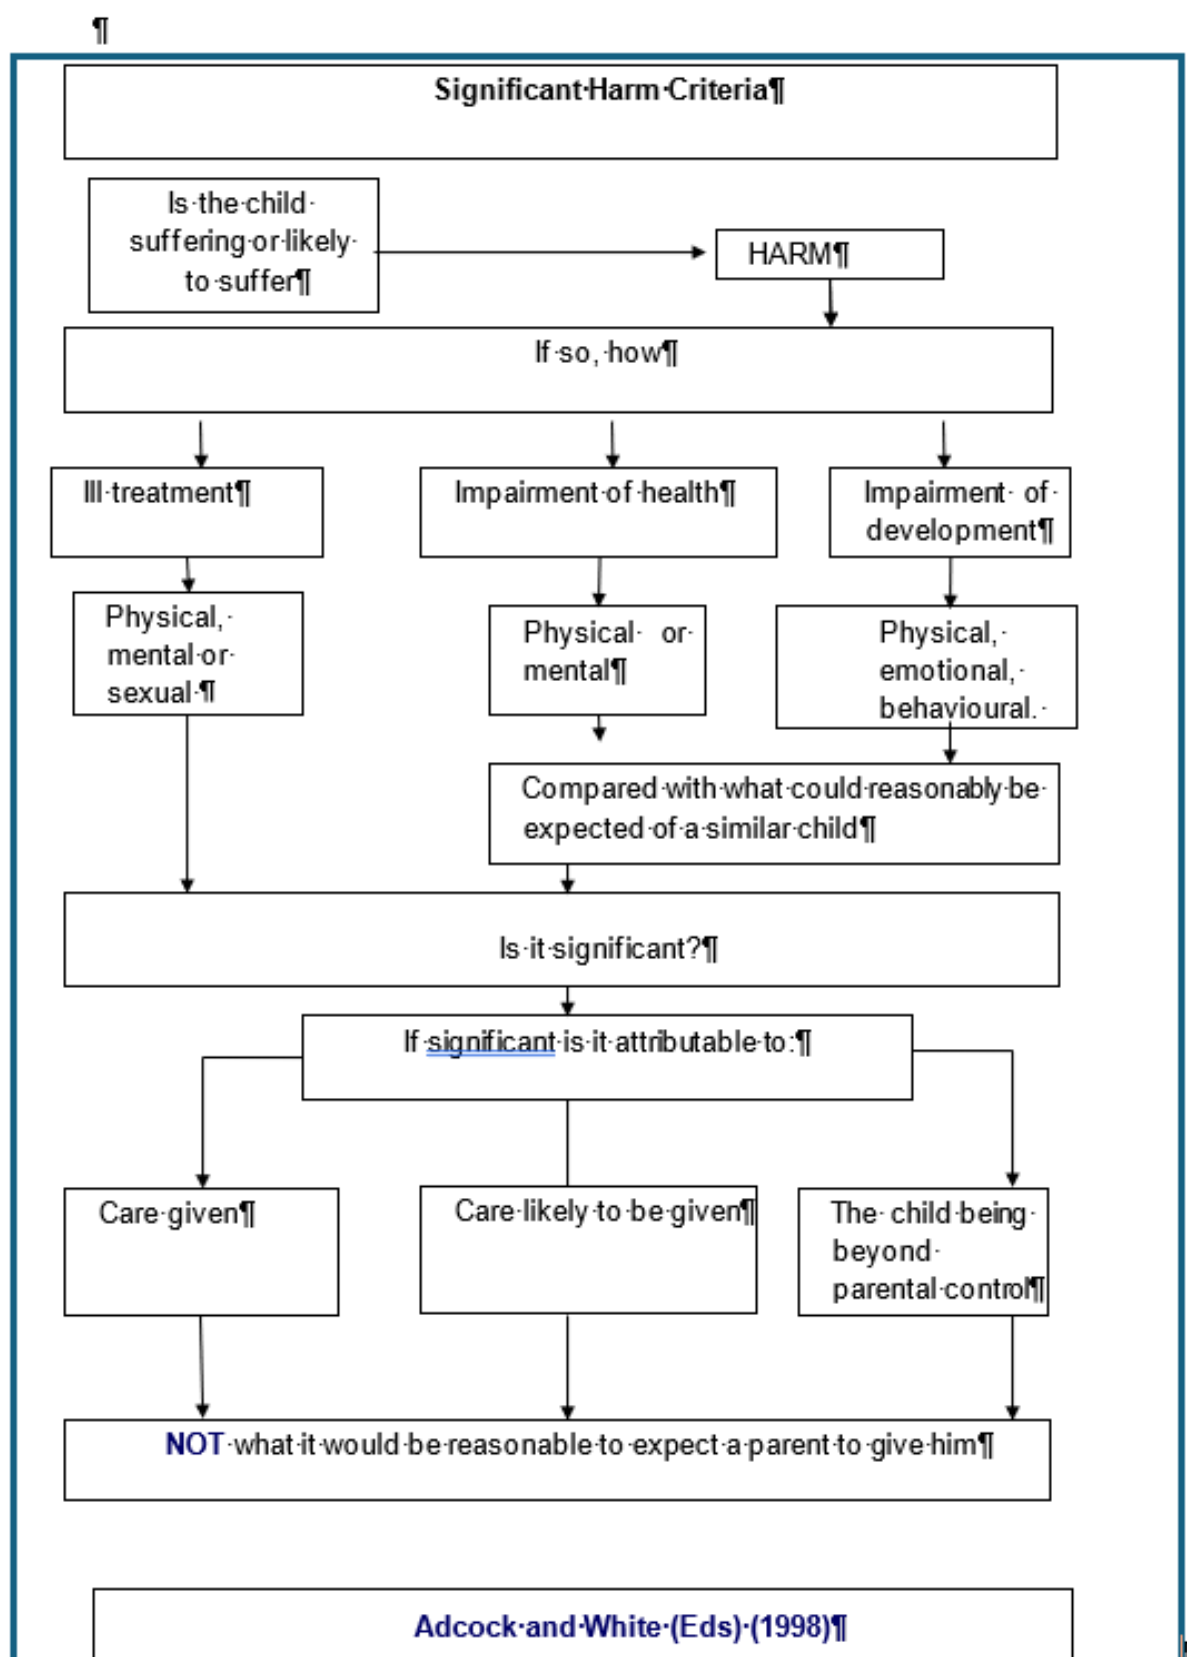 ¶
Significant·Harm·Criteria¶
Is·the·child·
suffering·or·likely·
to·suffer¶
HARM¶
If·so,·how¶
Ill·treatment¶
Impairment·of·health¶
Impairment· of·
development¶
Physical,·
mental·or·
sexual·¶
Physical· or·
mental¶
Physical,·
emotional,·
behavioural.·
Compared·with·what·could·reasonably·be·
expected·of·a·similar·child¶
Is·it·significant?¶
If·significant·is·it·attributable·to:¶
Care·given¶
Care·likely·to·be·given¶
The·child·being·
beyond·
parental·control¶
NOT·what·it·would·be·reasonable·to·expect·a·parent·to·give·him¶
Adcock·and·White·(Eds)·(1998)¶